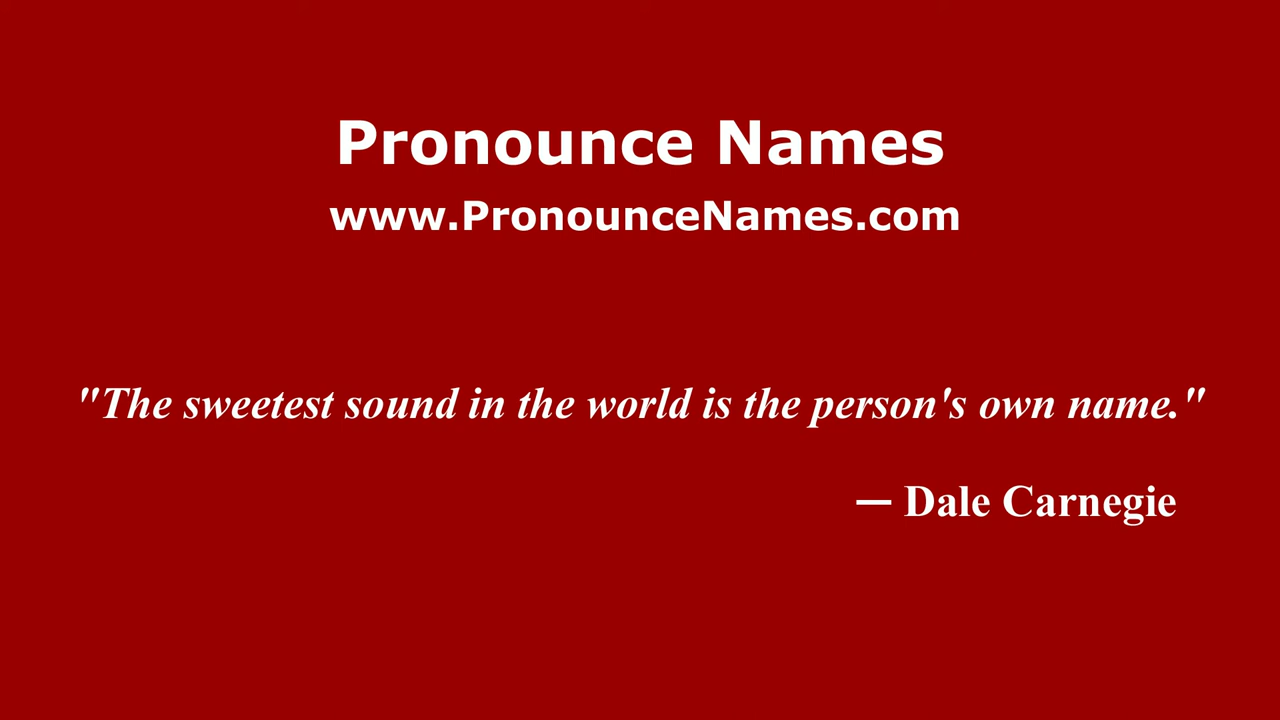 Pronounce Names
www.PronounceNames.com
"The sweetest sound in the world is the person's own name."
— Dale Carnegie